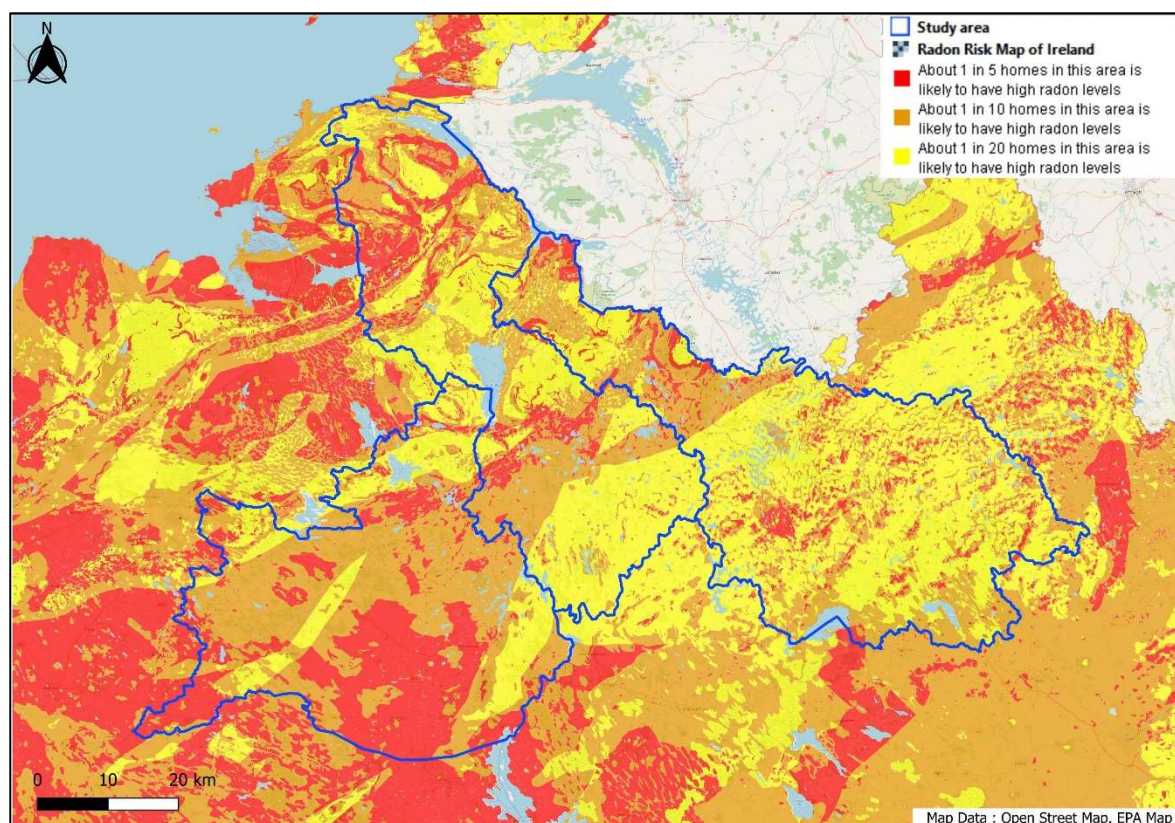 N
Study area
Radon Risk Map of Ireland
About 1 in 5 homes in this area is
likely to have high radon levels
About 1 in 10 homes in this area is
likely to have high radon levels
About 1 in 20 homes in this area is
likely to have high radon levels
0 10 20 km
Map Data : Open Street Map, EPA Map